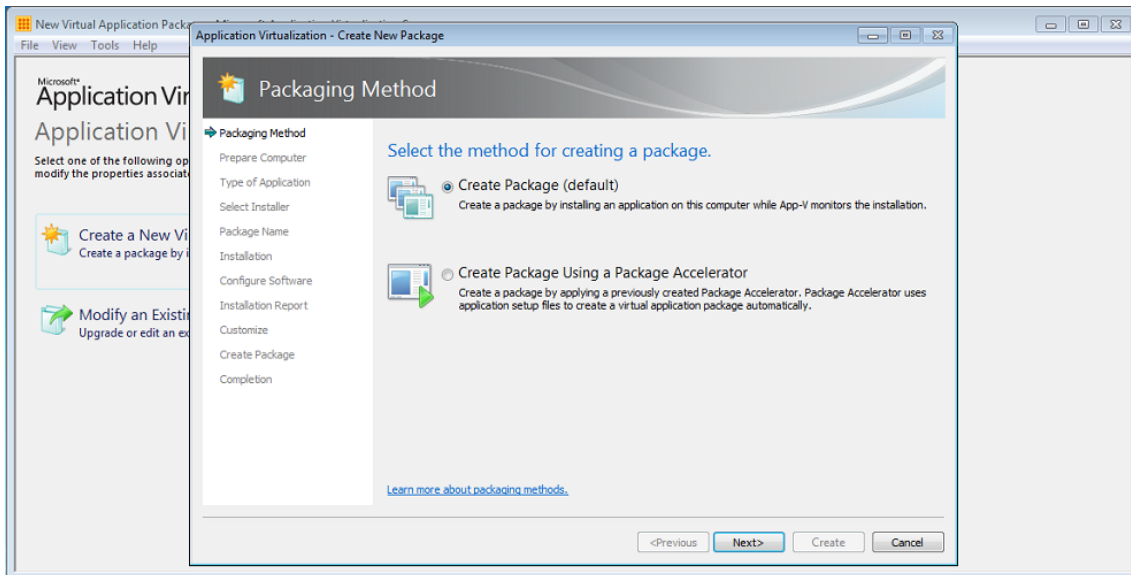 New Virtual Application Packa
File View Tools Help
Application Virtualization - Create New Package
Microsoft
Application Vir
Application Vi
Select one of the following op
modify the properties associat
Create a New Vi
Create a package by i
Modify an Existin
Upgrade or edit an ex
Packaging Method
Packaging Method
Prepare Computer
Type of Application
Select Installer
Package Name
Installation
Configure Software
Installation Report
Customize
Create Package
Completion
Select the method for creating a package.
Create Package (default)
Create a package by installing an application on this computer while App-V monitors the installation.
Create Package Using a Package Accelerator
Create a package by applying a previously created Package Accelerator. Package Accelerator uses
application setup files to create a virtual application package automatically.
Learn more about packaging methods.
<Previous Next> Create Cancel